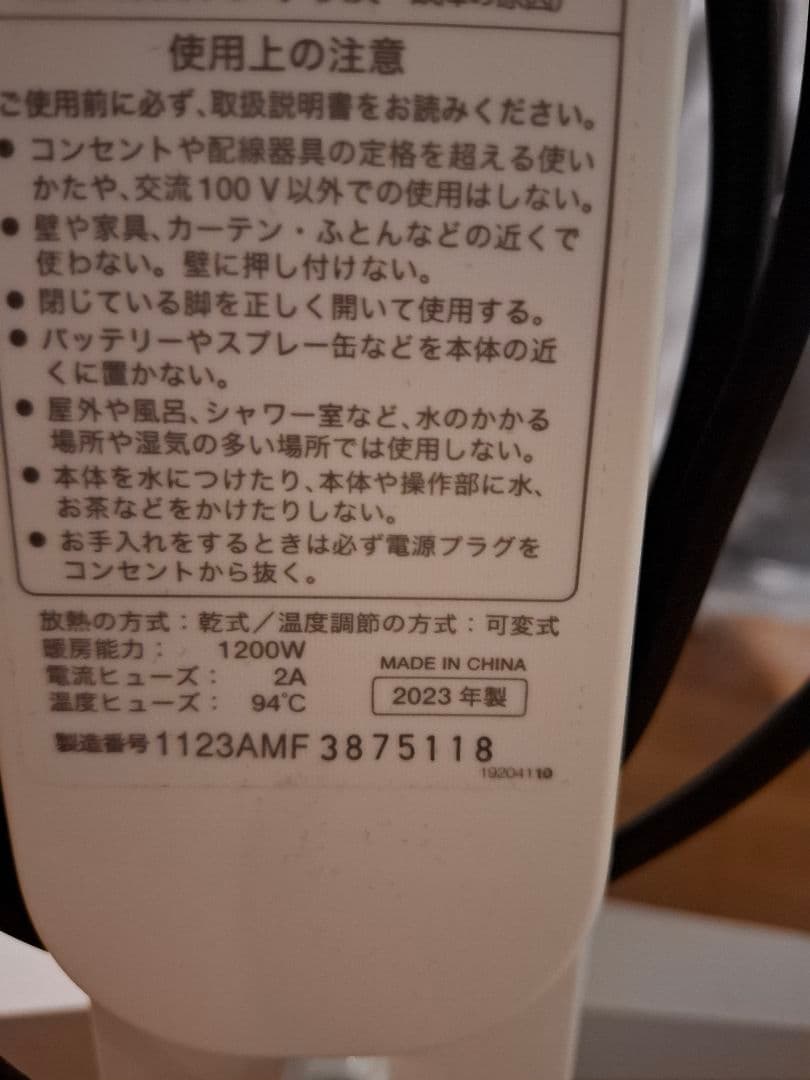 使用上の注意
ご使用前に必ず、取扱説明書をお読みください。
● コンセントや配線器具の定格を超える使い
かたや、交流100 V以外での使用はしない。
● 壁や家具、カーテン・ふとんなどの近くで
使わない。壁に押し付けない。
● 閉じている脚を正しく開いて使用する。
● バッテリーやスプレー缶などを本体の近
くに置かない。
● 屋外や風呂、シャワー室など、水のかかる
場所や湿気の多い場所では使用しない。
● 本体を水につけたり、本体や操作部に水、
お茶などをかけたりしない。
● お手入れをするときは必ず電源プラグを
コンセントから抜く。
放熱の方式：乾式／温度調節の方式：可変式
暖房能力： 1200W
電流ヒューズ： 2A
温度ヒューズ： 94℃
MADE IN CHINA
2023 年製
製造番号 1123AMF 3875118
19204110